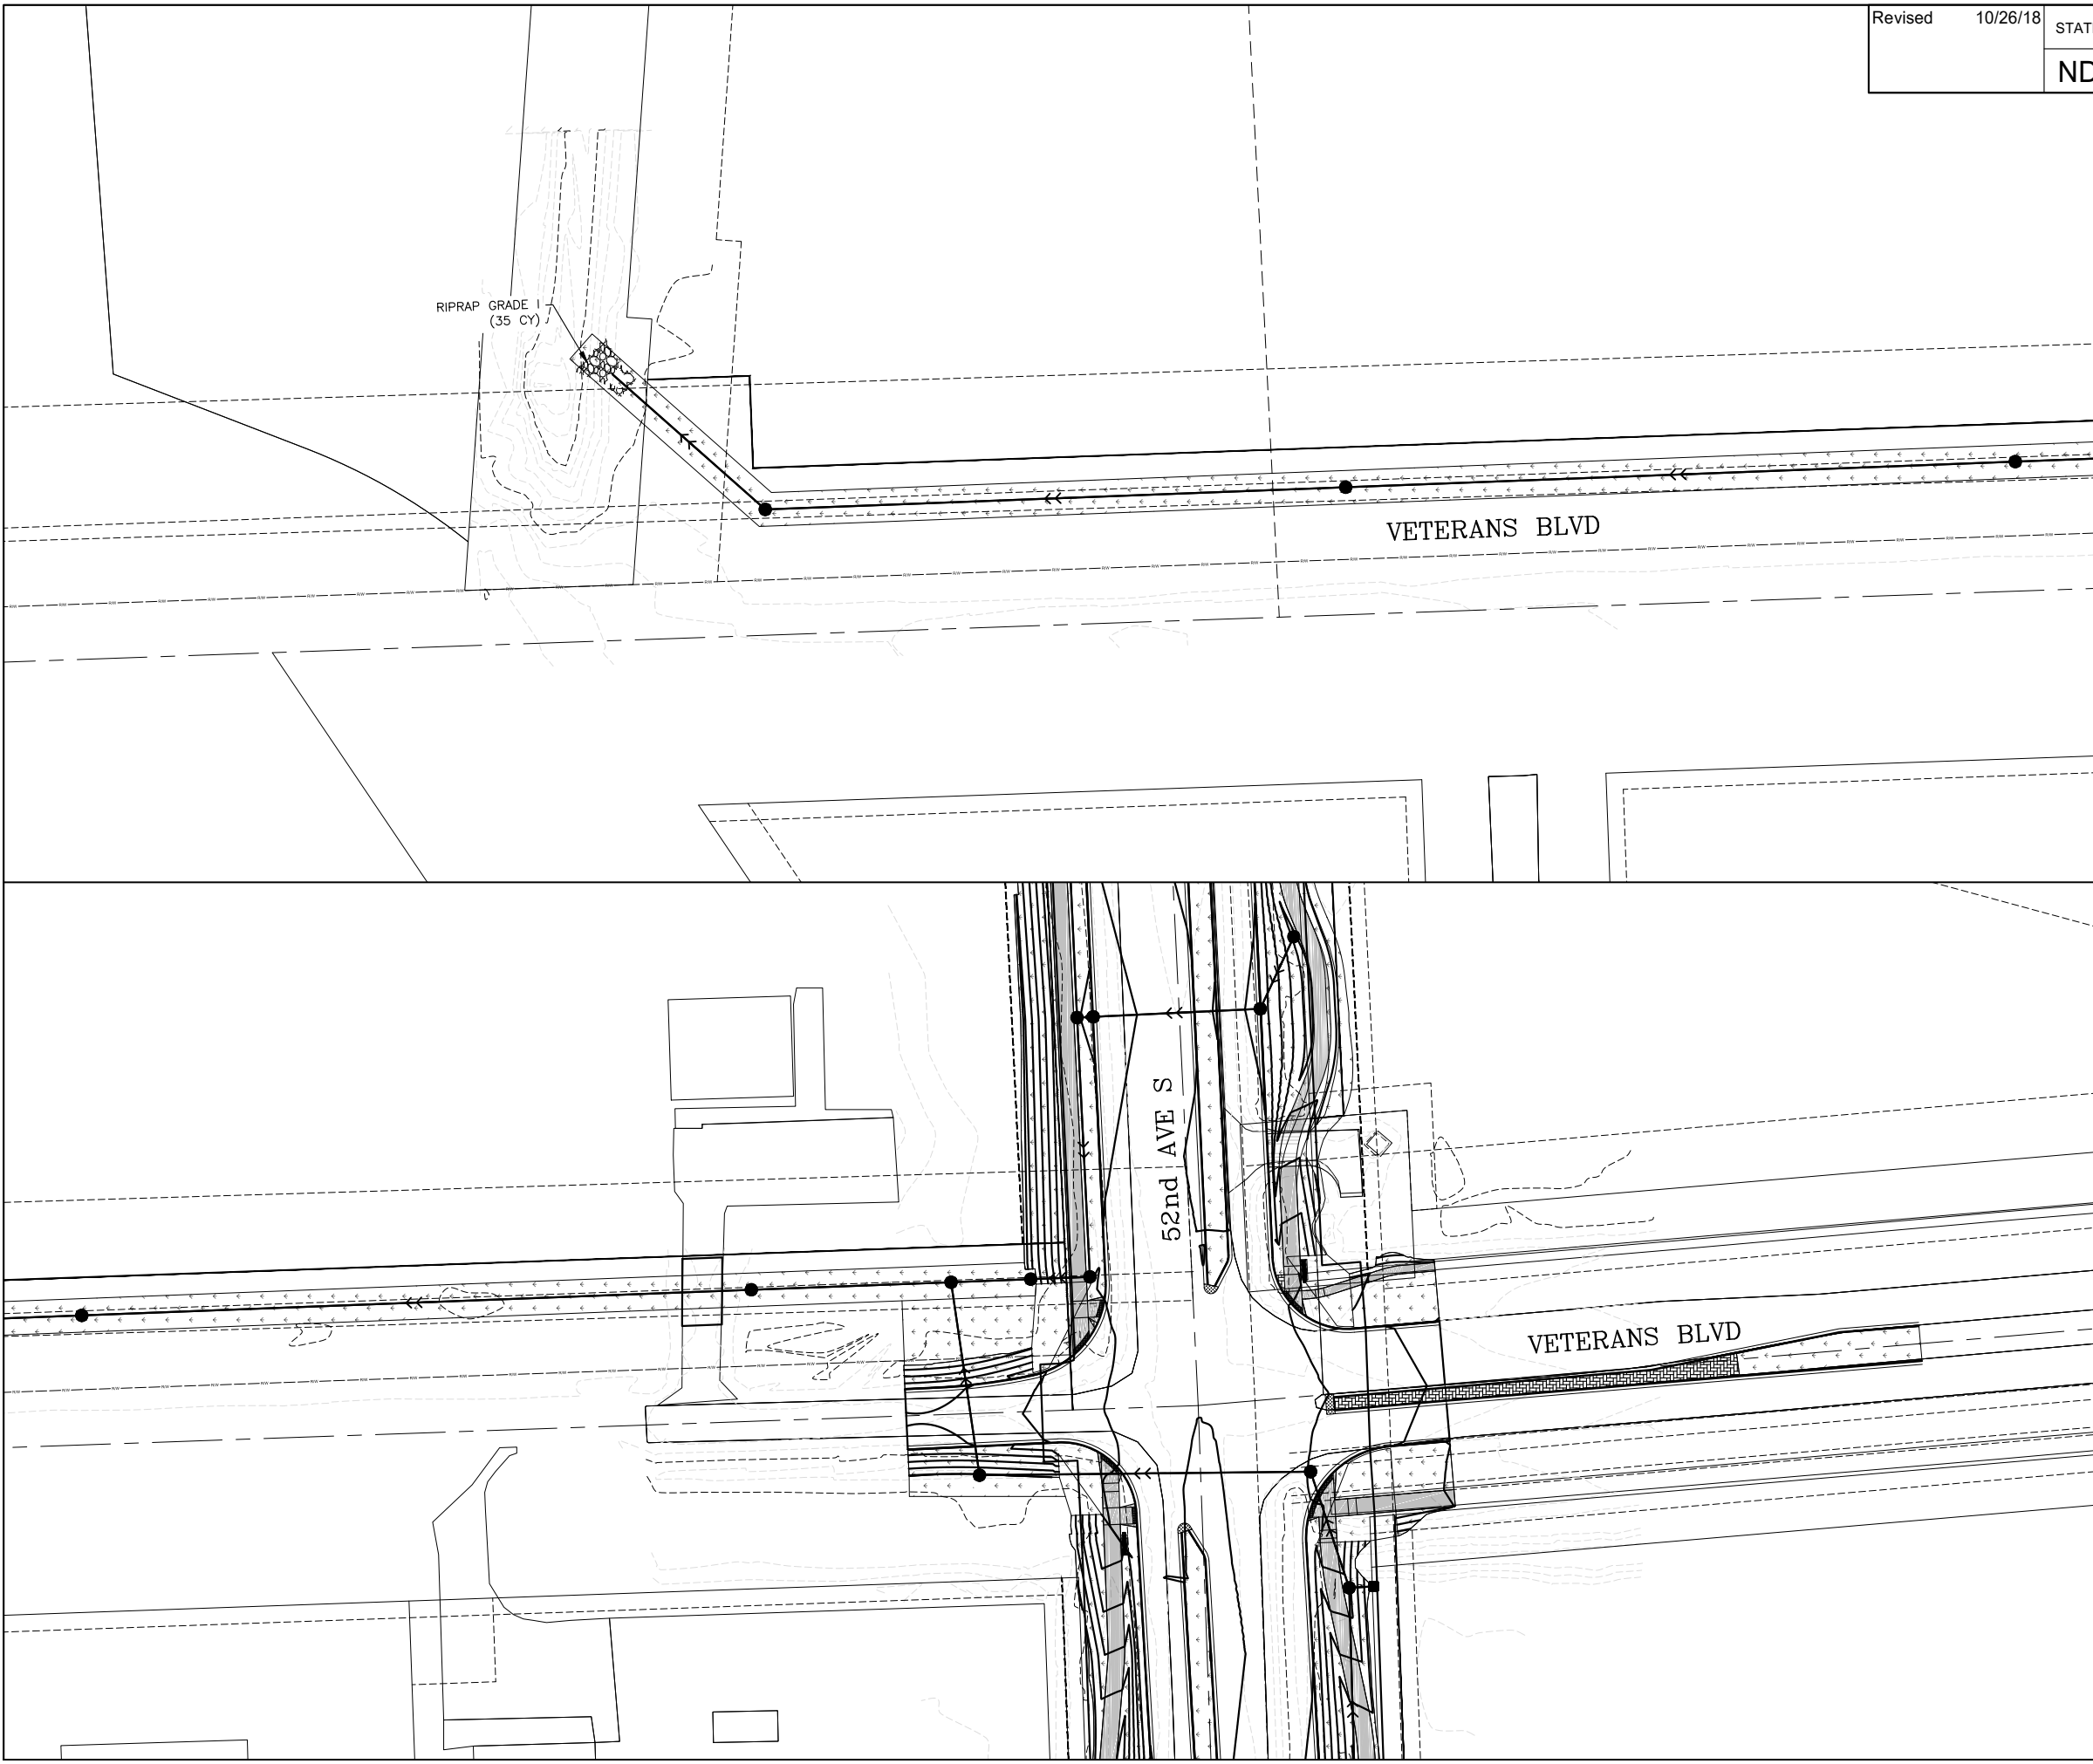 Revised 10/26/18
STAT
ND
RIPRAP GRADE I
(35 CY)
VETERANS BLVD
52nd AVE S
VETERANS BLVD